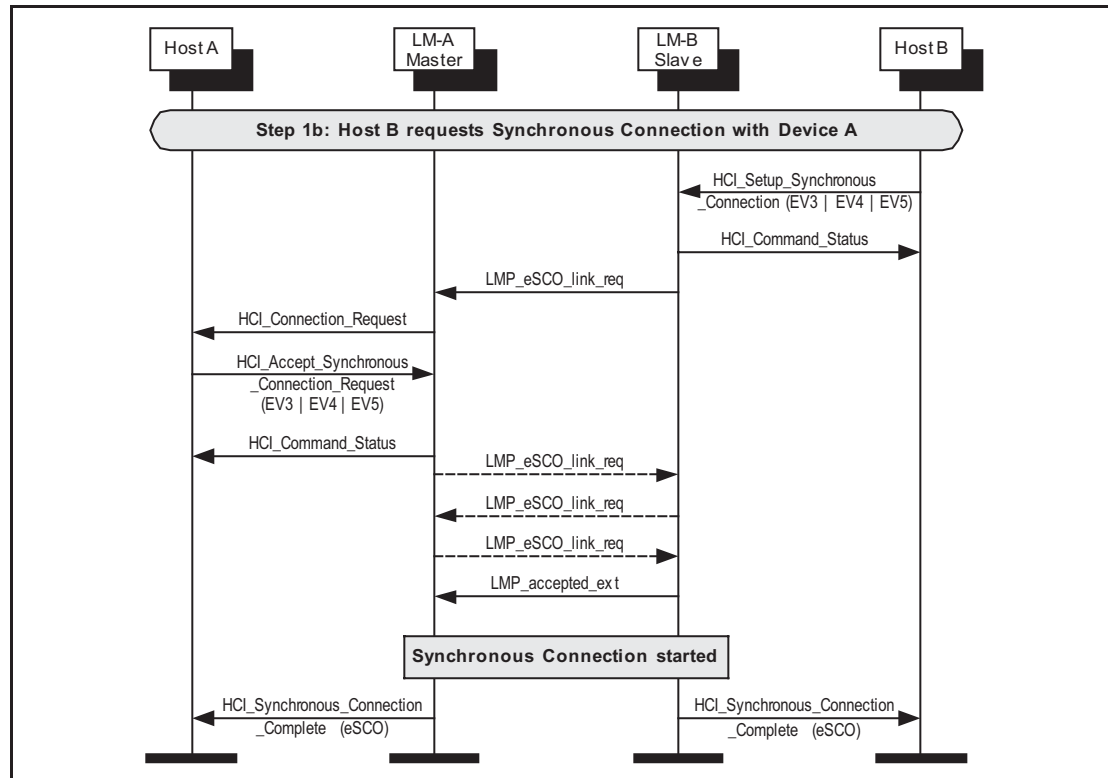 Host A
LM-A
Master
LM-B
Slave
Host B
Step 1b: Host B requests Synchronous Connection with Device A
HCI_Setup_Synchronous
_Connection (EV3 | EV4 | EV5)
HCI_Command_Status
LMP_eSCO_link_req
HCI_Connection_Request
HCI_Accept_Synchronous
_Connection_Request
(EV3 | EV4 | EV5)
HCI_Command_Status
LMP_eSCO_link_req
LMP_eSCO_link_req
LMP_eSCO_link_req
LMP_accepted_ext
Synchronous Connection started
HCI_Synchronous_Connection
_Complete (eSCO)
HCI_Synchronous_Connection
_Complete (eSCO)